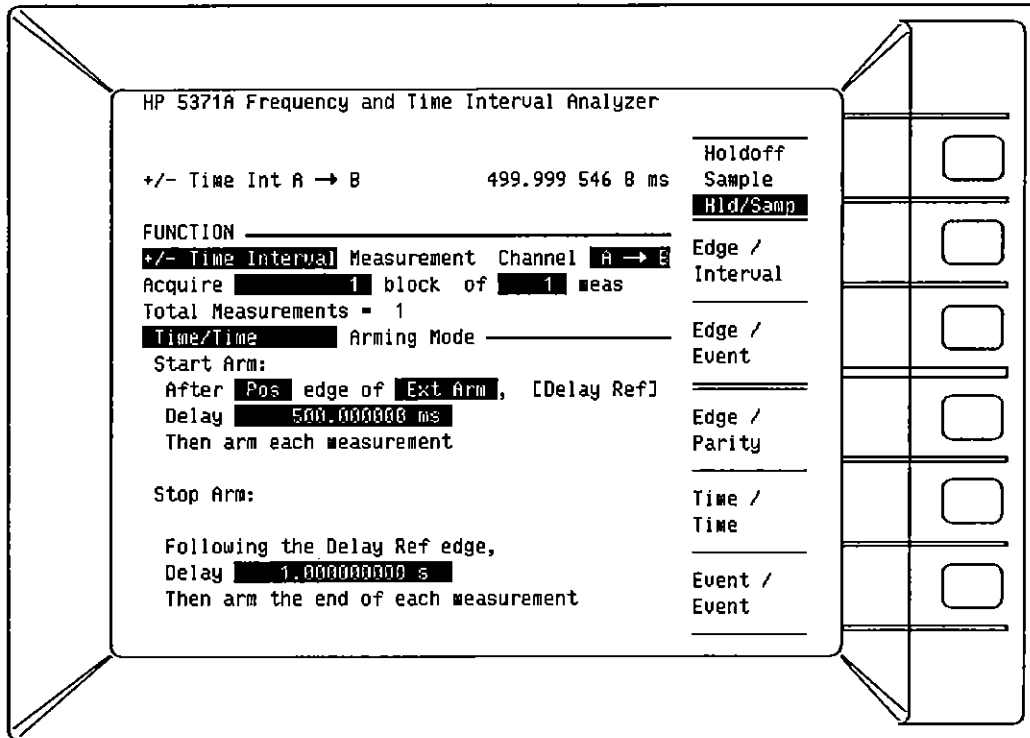 HP 5371A Frequency and Time Interval Analyzer
+/- Time Int A → B 499.999 546 8 ms
FUNCTION
+/- Time Interval Measurement Channel A → B
Acquire 1 block of 1 meas
Total Measurements = 1
Time/Time Arming Mode
Start Arm:
After Pos edge of Ext Arm, [Delay Ref]
Delay 500.000000 ms
Then arm each measurement
Stop Arm:
Following the Delay Ref edge,
Delay 1.000000000 s
Then arm the end of each measurement
Holdoff
Sample
Hld/Samp
Edge /
Interval
Edge /
Event
Edge /
Parity
Time /
Time
Event /
Event